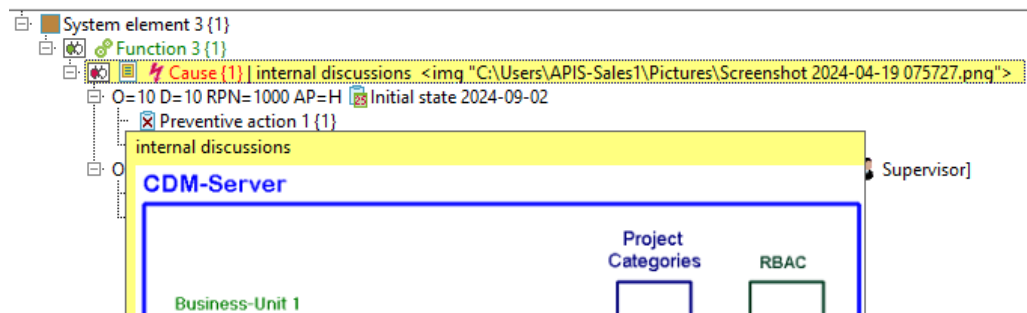 System element 3 {1}
Function 3 {1}
Cause {1} | internal discussions <img "C:\Users\APIS-Sales1\Pictures\Screenshot 2024-04-19 075727.png">
O=10 D=10 RPN=1000 AP=H 25 Initial state 2024-09-02
Preventive action 1 {1}
internal discussions
O Supervisor]
CDM-Server
Project
Categories
RBAC
Business-Unit 1